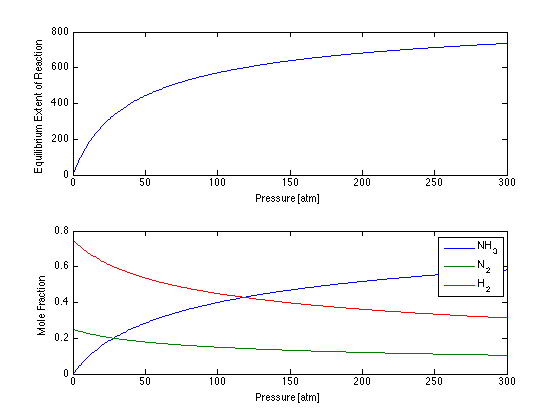 800
600
400
200
0
Equilibrium Extent of Reaction
0 50 100 150 200 250 300
Pressure [atm]
0.8
0.6
0.4
0.2
0
Mole Fraction
NH3
N2
H2
0 50 100 150 200 250 300
Pressure [atm]